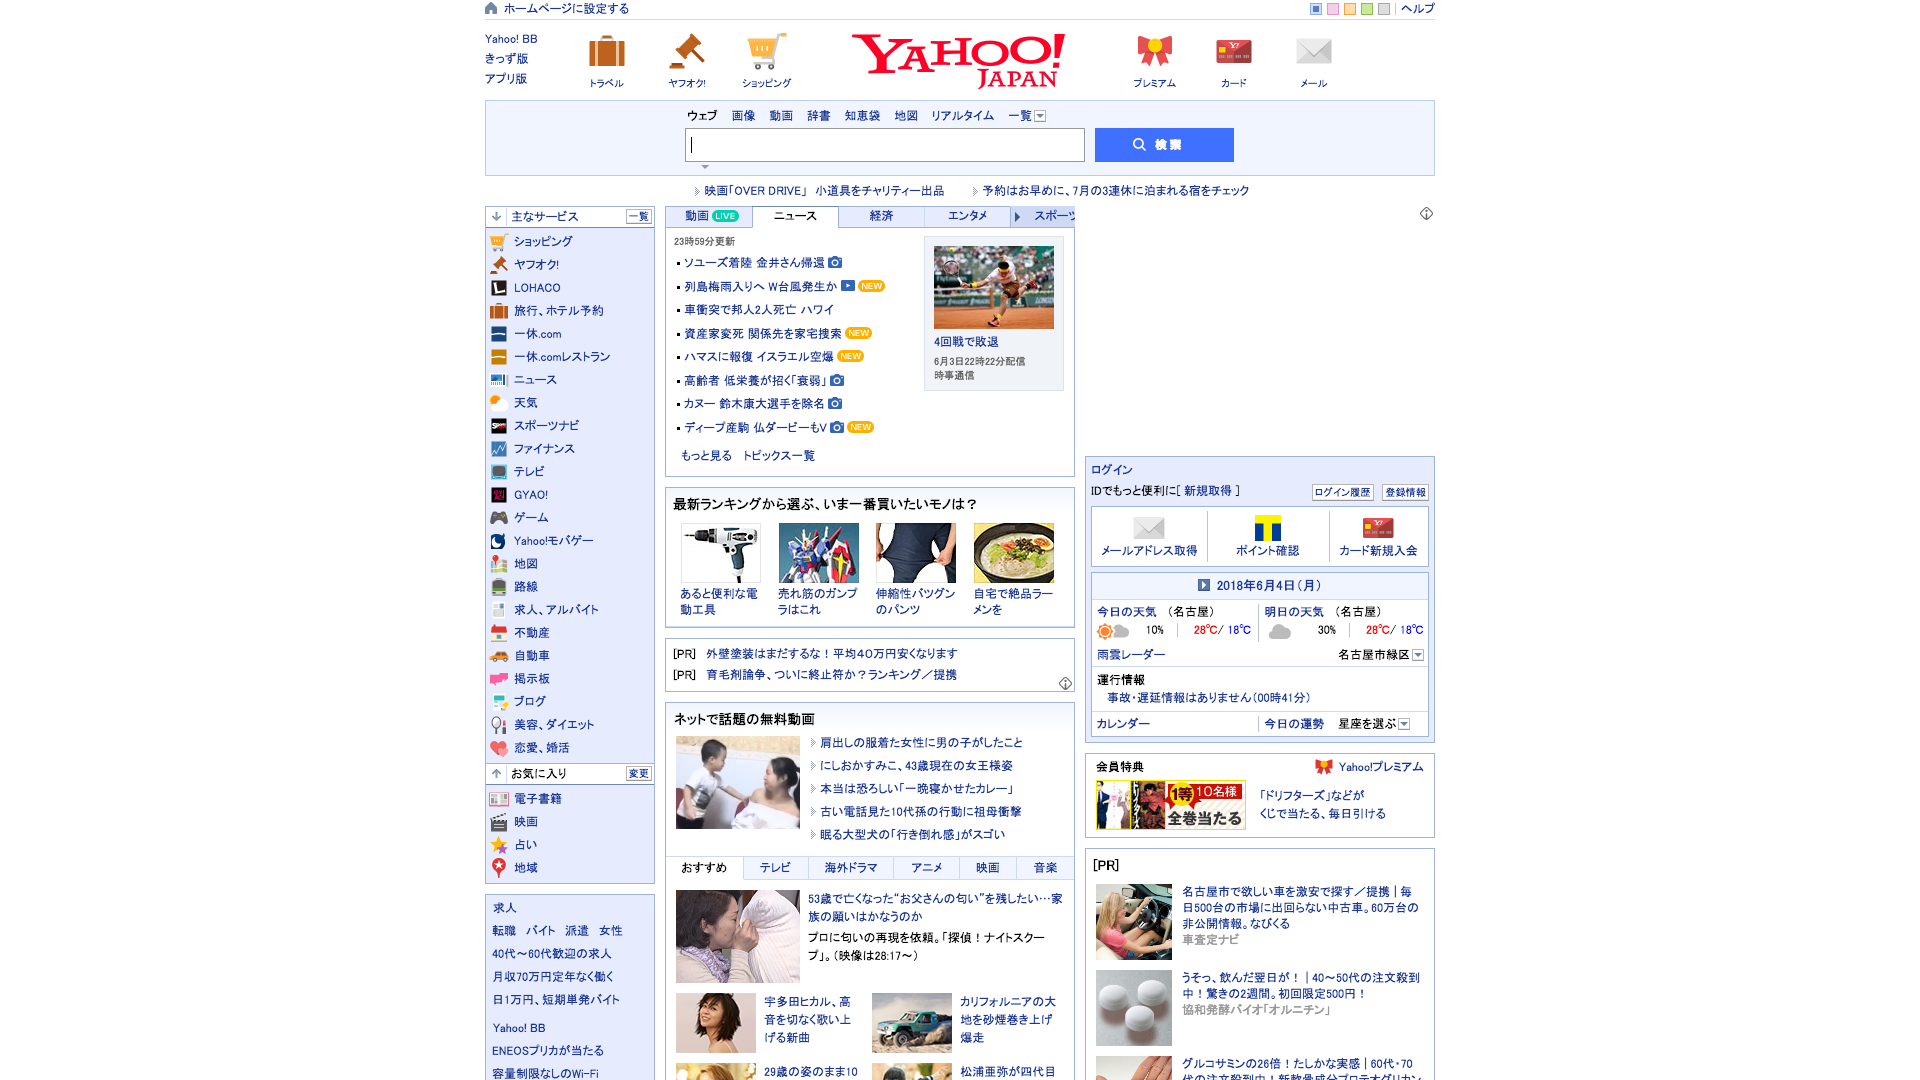 ホームページに設定する
ヘルプ
Yahoo! BB
きっず版
アプリ版
トラベル
ヤフオク!
ショッピング
YAHOO!
JAPAN
プレミアム
カード
メール
ウェブ 画像 動画 辞書 知恵袋 地図 リアルタイム 一覧
検索
映画「OVER DRIVE」 小道具をチャリティー出品
予約はお早めに、7月の3連休に泊まれる宿をチェック
主なサービス 一覧
ショッピング
ヤフオク!
LOHACO
旅行、ホテル予約
一休.com
一休.comレストラン
ニュース
天気
スポーツナビ
ファイナンス
テレビ
GYAO!
ゲーム
Yahoo!モバゲー
地図
路線
求人、アルバイト
不動産
自動車
掲示板
ブログ
美容、ダイエット
恋愛、婚活
お気に入り 変更
電子書籍
映画
占い
地域
求人
転職 バイト 派遣 女性
40代～60代歓迎の求人
月収70万円定年なく働く
日1万円、短期単発バイト
Yahoo! BB
ENEOSプリカが当たる
容量制限なしのWi-Fi
動画 LIVE ニュース 経済 エンタメ スポーツ
23時59分更新
ソユーズ着陸 金井さん帰還
列島梅雨入りへ W台風発生か NEW
車衝突で邦人2人死亡 ハワイ
資産家変死 関係先を家宅捜索 NEW
ハマスに報復 イスラエル空爆 NEW
高齢者 低栄養が招く「衰弱」
カヌー 鈴木康大選手を除名
ディープ産駒 仏ダービーもV NEW
もっと見る トピックス一覧
4回戦で敗退
6月3日22時22分配信
時事通信
最新ランキングから選ぶ、いま一番買いたいモノは？
あると便利な電
動工具
売れ筋のガンプ
ラはこれ
伸縮性バツグン
のパンツ
自宅で絶品ラー
メンを
[PR] 外壁塗装はまだするな！平均40万円安くなります
[PR] 育毛剤論争、ついに終止符か？ランキング／提携
ネットで話題の無料動画
肩出しの服着た女性に男の子がしたこと
にしおかすみこ、43歳現在の女王様姿
本当は恐ろしい「一晩寝かせたカレー」
古い電話見た10代孫の行動に祖母衝撃
眠る大型犬の「行き倒れ感」がスゴい
おすすめ テレビ 海外ドラマ アニメ 映画 音楽
53歳で亡くなった“お父さんの匂い”を残したい…家
族の願いはかなうのか
プロに匂いの再現を依頼。「探偵！ナイトスクー
プ」。（映像は28:17～）
宇多田ヒカル、高
音を切なく歌い上
げる新曲
カリフォルニアの大
地を砂煙巻き上げ
爆走
29歳の姿のまま10
松浦亜弥が四代目
ログイン
IDでもっと便利に[ 新規取得 ]
ログイン履歴 登録情報
メールアドレス取得
ポイント確認
カード新規入会
2018年6月4日（月）
今日の天気 （名古屋）
10% 28℃/ 18℃
明日の天気 （名古屋）
30% 28℃/ 18℃
雨雲レーダー 名古屋市緑区
運行情報
事故・遅延情報はありません（00時41分）
カレンダー 今日の運勢 星座を選ぶ
会員特典 Yahoo!プレミアム
1等 10名様
全巻当たる
「ドリフターズ」などが
くじで当たる、毎日引ける
[PR]
名古屋市で欲しい車を激安で探す／提携｜毎
日500台の市場に出回らない中古車。60万台の
非公開情報。なびくる
車査定ナビ
うそっ、飲んだ翌日が！｜40～50代の注文殺到
中！驚きの2週間。初回限定500円！
協和発酵バイオ「オルニチン」
グルコサミンの26倍！たしかな実感｜60代・70
代の注文殺到中！新軟骨成分プロテオグリカン